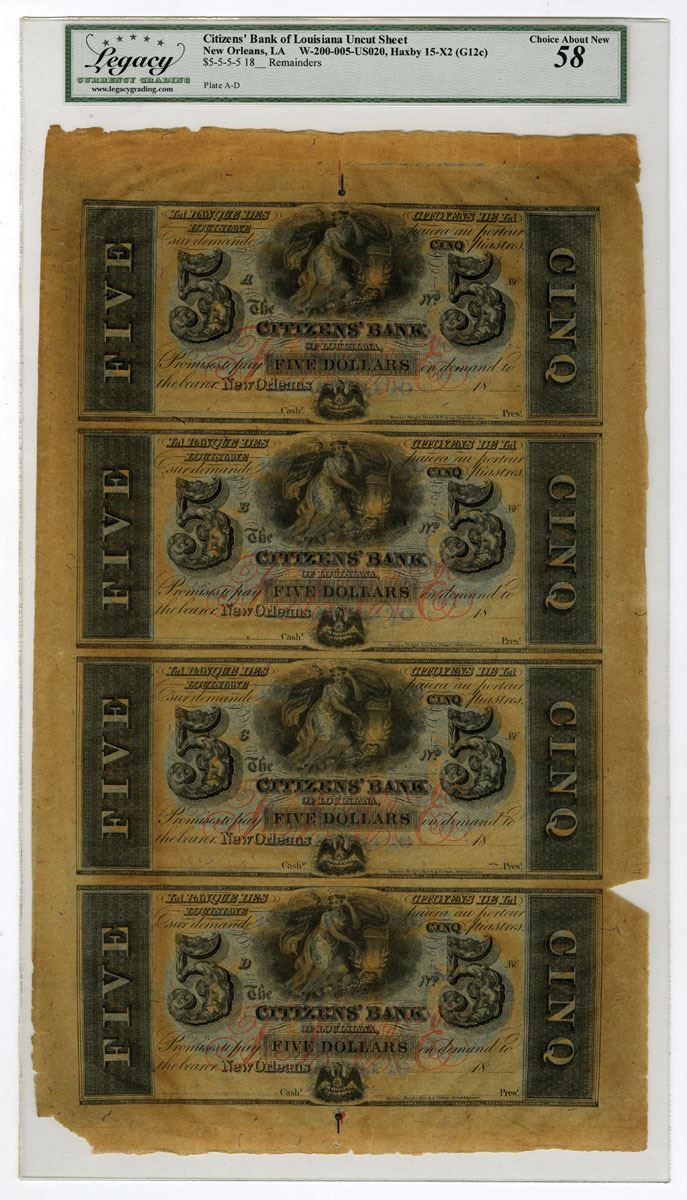 Legacy
CURRENCY GRADING
www.legacygrading.com
Citizens' Bank of Louisiana Uncut Sheet
New Orleans, LA W-200-005-US020, Haxby 15-X2 (G12c)
$5-5-5-5 18__ Remainders
Plate A-D
Choice About New
58
FIVE
LA BANQUE DES CITOYENS DE LA
LOUISIANE paiera au porteur
sur demande CINQ Piastres.
5 A Nº 5
The
CITIZENS' BANK
OF LOUISIANA,
Promises to pay FIVE DOLLARS on demand to
the bearer. New Orleans 18
Cashr. Prest.
CINQ
FIVE
LA BANQUE DES CITOYENS DE LA
LOUISIANE paiera au porteur
sur demande CINQ Piastres.
5 B Nº 5
The
CITIZENS' BANK
OF LOUISIANA,
Promises to pay FIVE DOLLARS on demand to
the bearer. New Orleans 18
Cashr. Prest.
CINQ
FIVE
LA BANQUE DES CITOYENS DE LA
LOUISIANE paiera au porteur
sur demande CINQ Piastres.
5 C Nº 5
The
CITIZENS' BANK
OF LOUISIANA,
Promises to pay FIVE DOLLARS on demand to
the bearer. New Orleans 18
Cashr. Prest.
CINQ
FIVE
LA BANQUE DES CITOYENS DE LA
LOUISIANE paiera au porteur
sur demande CINQ Piastres.
5 D Nº 5
The
CITIZENS' BANK
OF LOUISIANA,
Promises to pay FIVE DOLLARS on demand to
the bearer. New Orleans 18
Cashr. Prest.
CINQ